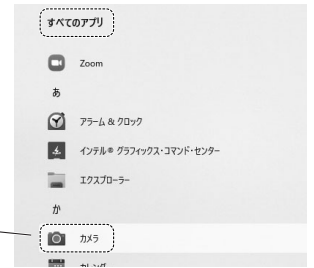 すべてのアプリ
Zoom
あ
アラーム & クロック
インテル® グラフィックス・コマンド・センター
エクスプローラー
か
カメラ